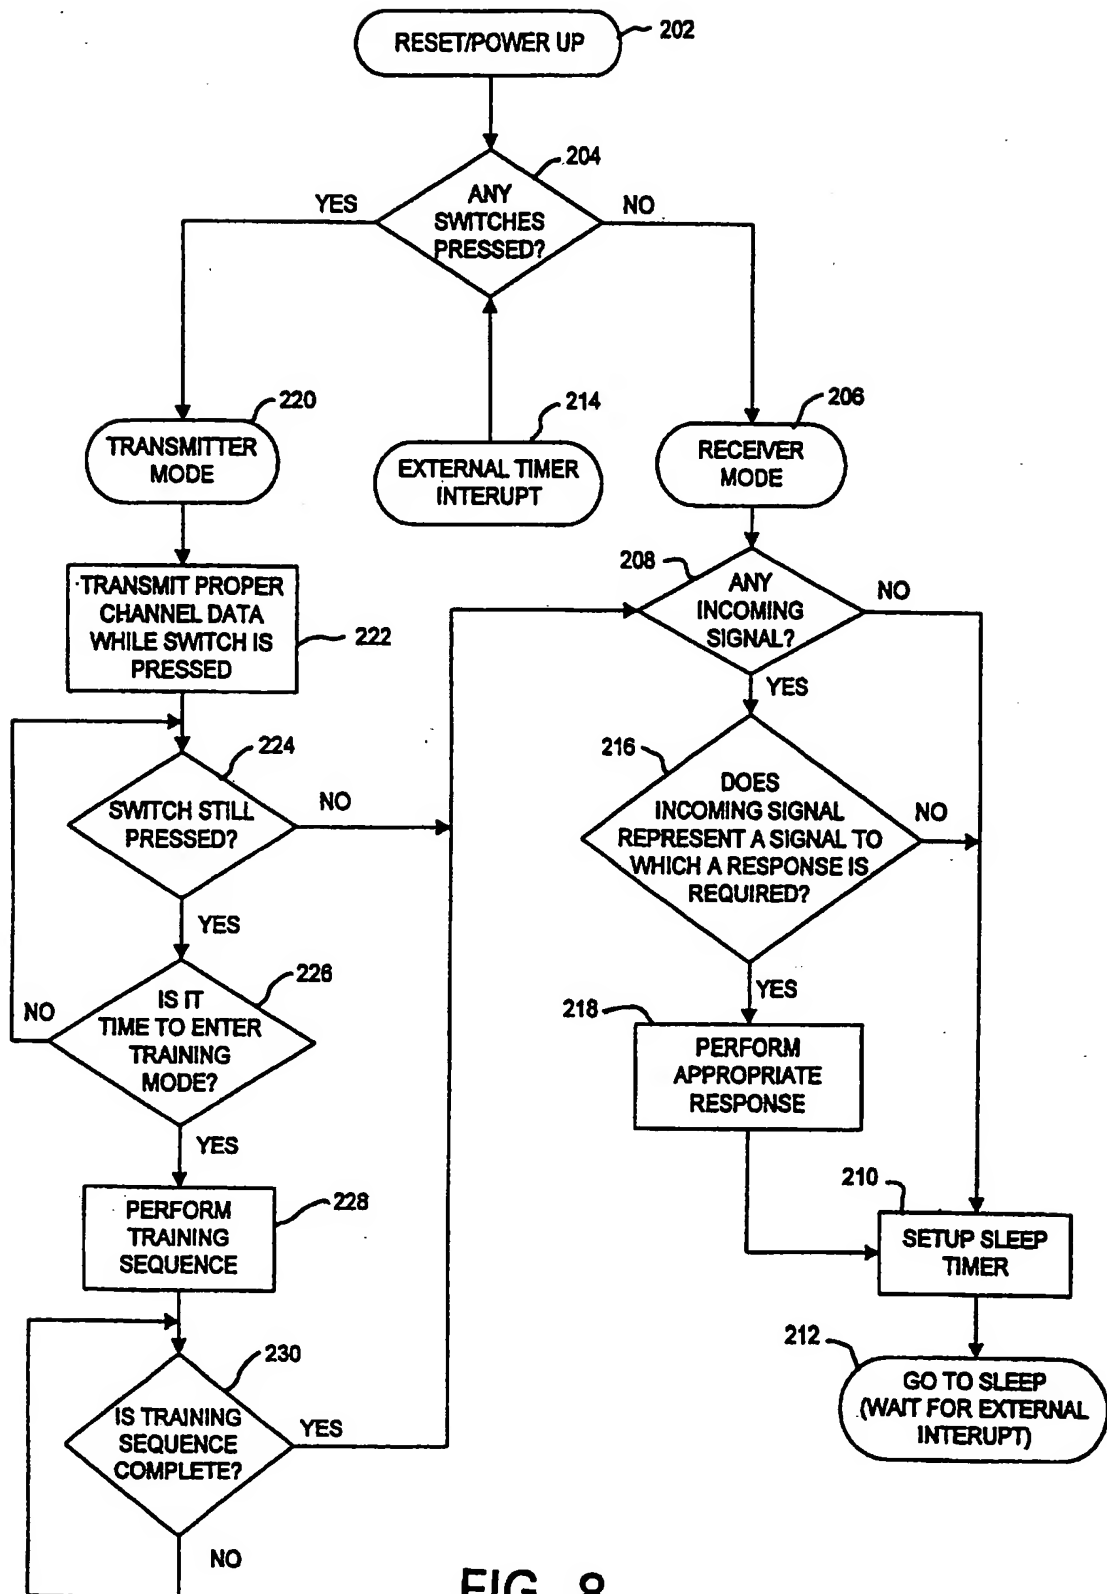 RESET/POWER UP
202
204
ANY
SWITCHES
PRESSED?
YES
NO
220
TRANSMITTER
MODE
214
EXTERNAL TIMER
INTERUPT
206
RECEIVER
MODE
TRANSMIT PROPER
CHANNEL DATA
WHILE SWITCH IS
PRESSED
222
208
ANY
INCOMING
SIGNAL?
NO
YES
224
SWITCH STILL
PRESSED?
NO
YES
216
DOES
INCOMING SIGNAL
REPRESENT A SIGNAL TO
WHICH A RESPONSE IS
REQUIRED?
NO
YES
226
IS IT
TIME TO ENTER
TRAINING
MODE?
NO
YES
218
PERFORM
APPROPRIATE
RESPONSE
228
PERFORM
TRAINING
SEQUENCE
210
SETUP SLEEP
TIMER
230
IS TRAINING
SEQUENCE
COMPLETE?
YES
NO
212
GO TO SLEEP
(WAIT FOR EXTERNAL
INTERUPT)
FIG.